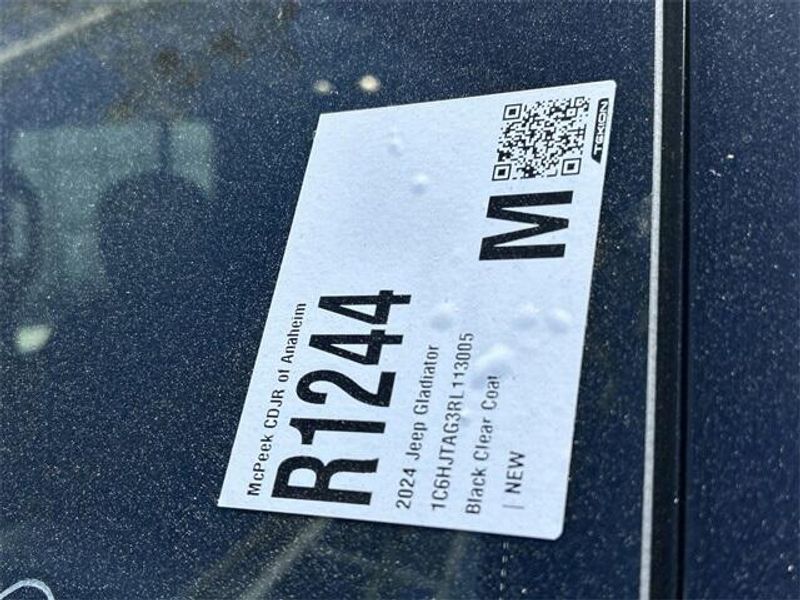 McPeek CDJR of Anaheim
R1244
2024 Jeep Gladiator
1C6HJTAG3RL113005
Black Clear Coat
| NEW
M
TEKION